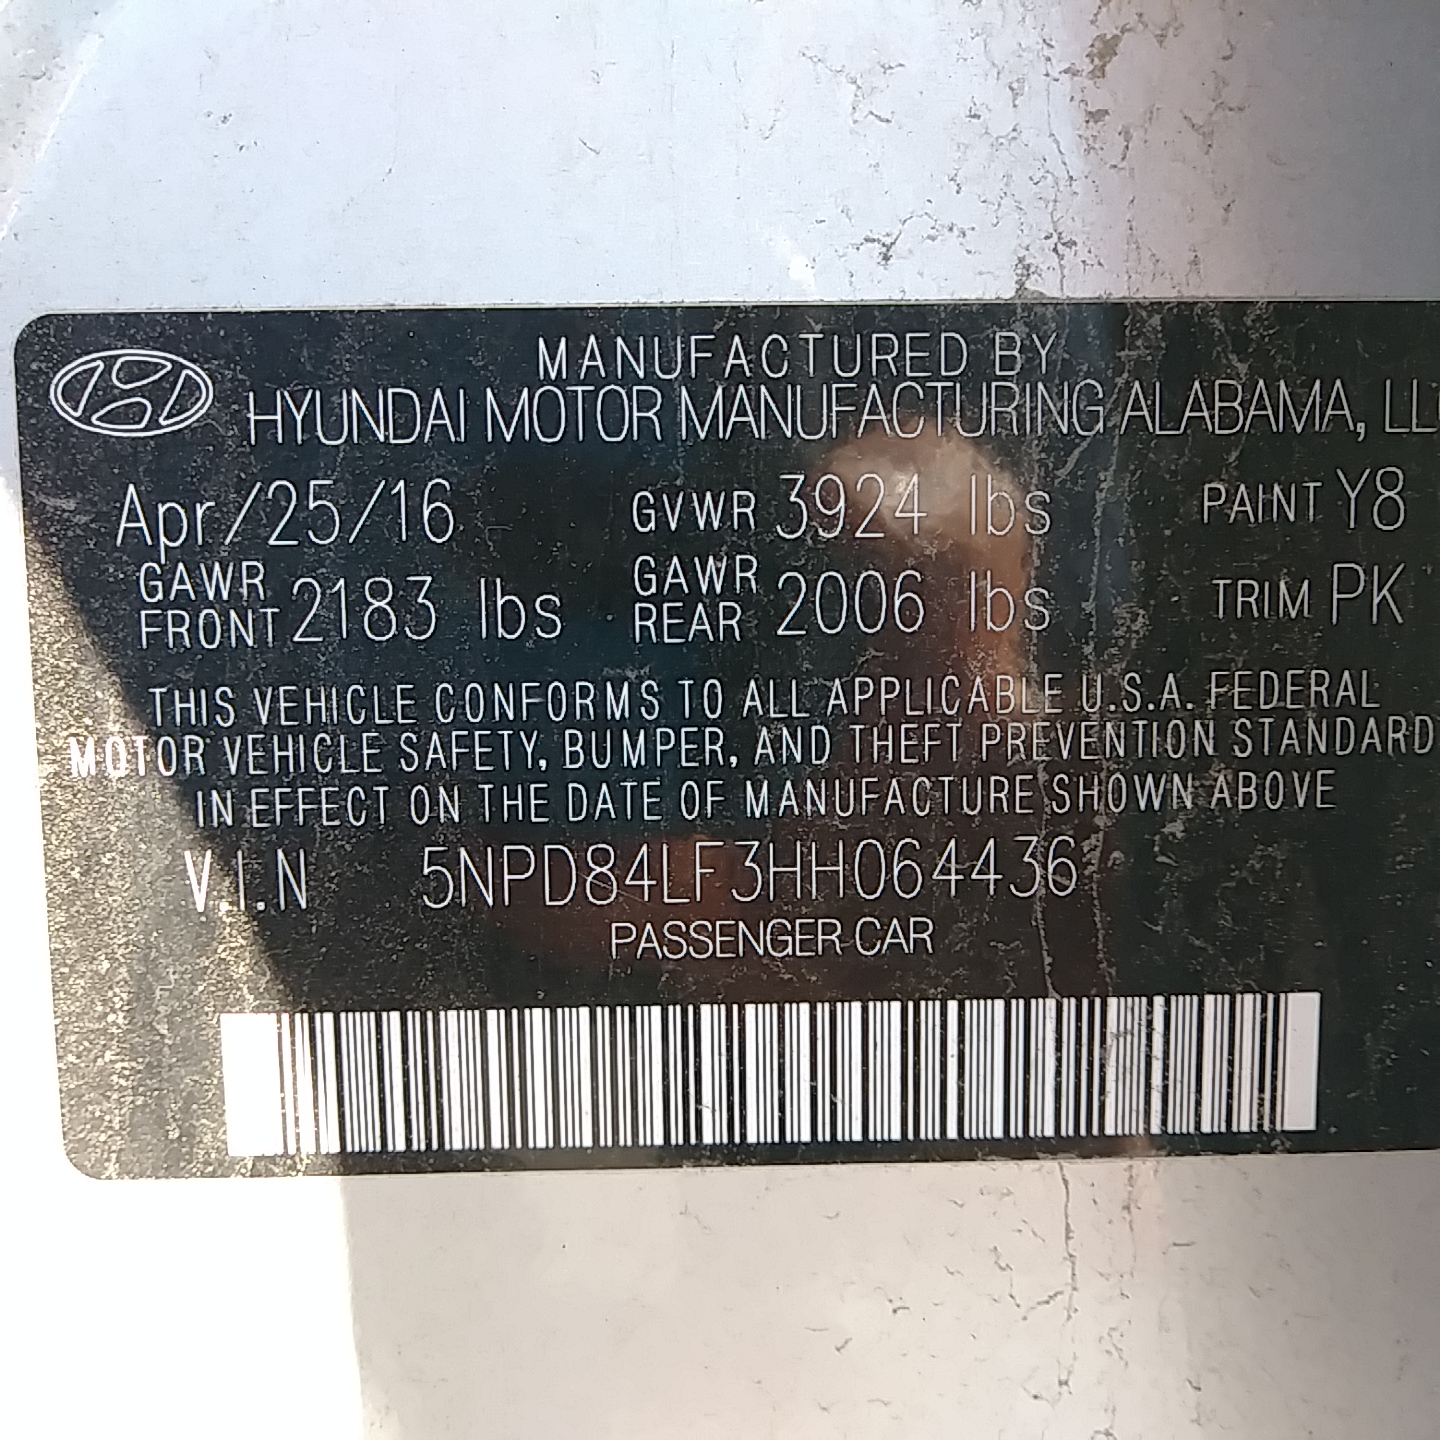 MANUFACTURED BY
HYUNDAI MOTOR MANUFACTURING ALABAMA, LLC
Apr/25/16 GVWR 3924 lbs PAINT Y8
GAWR FRONT 2183 lbs GAWR REAR 2006 lbs TRIM PK
THIS VEHICLE CONFORMS TO ALL APPLICABLE U.S.A. FEDERAL
MOTOR VEHICLE SAFETY, BUMPER, AND THEFT PREVENTION STANDARD
IN EFFECT ON THE DATE OF MANUFACTURE SHOWN ABOVE
V.I.N 5NPD84LF3HH064436
PASSENGER CAR